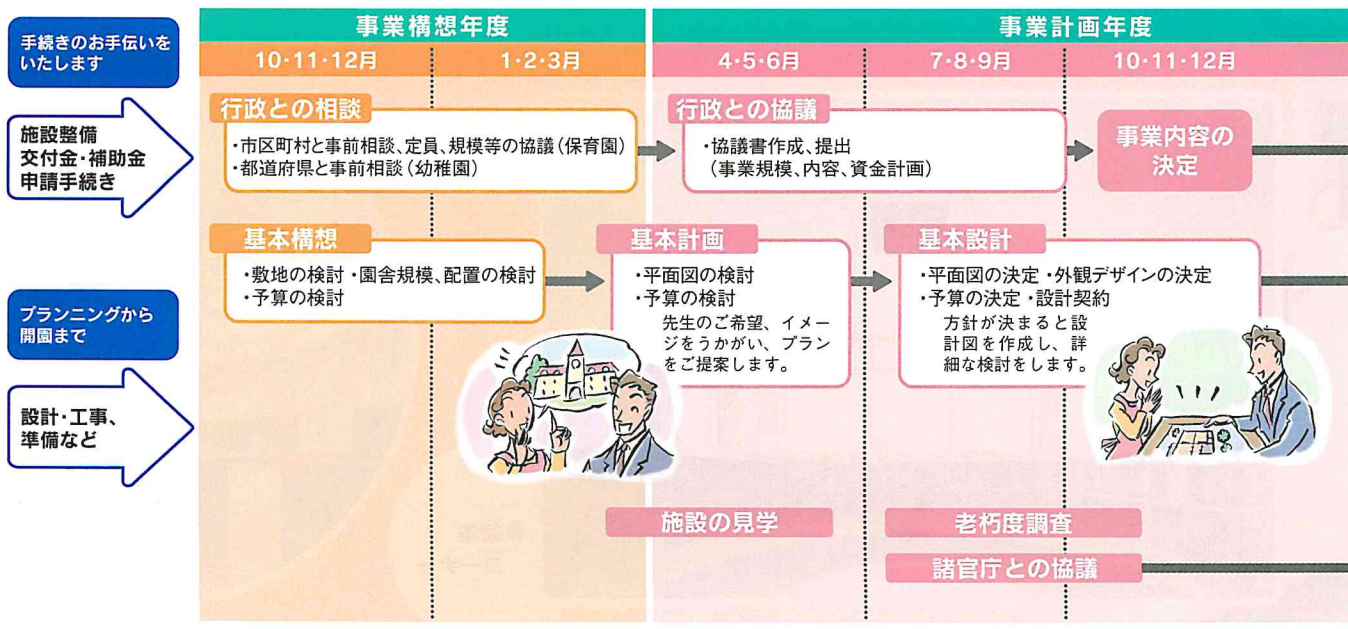 手続きのお手伝いを
いたします
事業構想年度
事業計画年度
10・11・12月
1・2・3月
4・5・6月
7・8・9月
10・11・12月
施設整備
交付金・補助金
申請手続き
行政との相談
・市区町村と事前相談、定員、規模等の協議（保育園）
・都道府県と事前相談（幼稚園）
行政との協議
・協議書作成、提出
（事業規模、内容、資金計画）
事業内容の
決定
プランニングから
開園まで
設計・工事、
準備など
基本構想
・敷地の検討 ・園舎規模、配置の検討
・予算の検討
基本計画
・平面図の検討
・予算の検討
先生のご希望、イメー
ジをうかがい、プラン
をご提案します。
基本設計
・平面図の決定 ・外観デザインの決定
・予算の決定 ・設計契約
方針が決まると設
計図を作成し、詳
細な検討をします。
施設の見学
老朽度調査
諸官庁との協議